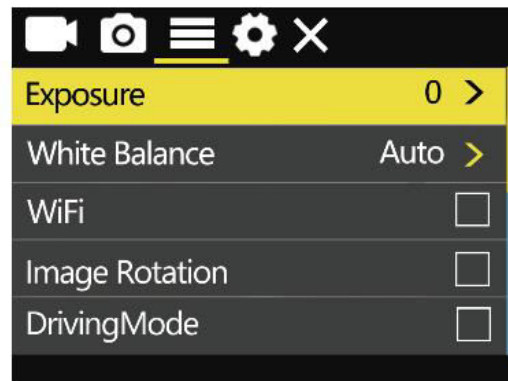 Exposure 0 >
White Balance Auto >
WiFi
Image Rotation
DrivingMode